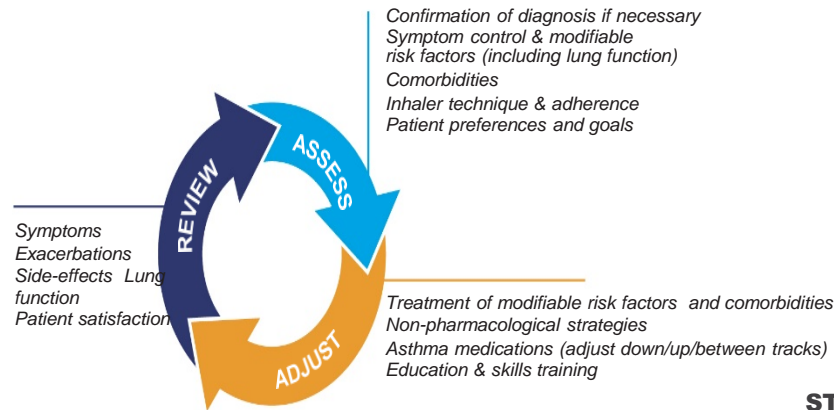 Confirmation of diagnosis if necessary
Symptom control & modifiable
risk factors (including lung function)
Comorbidities
Inhaler technique & adherence
Patient preferences and goals
ASSESS
REVIEW
Symptoms
Exacerbations
Side-effects Lung
function
Patient satisfaction
ADJUST
Treatment of modifiable risk factors and comorbidities
Non-pharmacological strategies
Asthma medications (adjust down/up/between tracks)
Education & skills training
ST